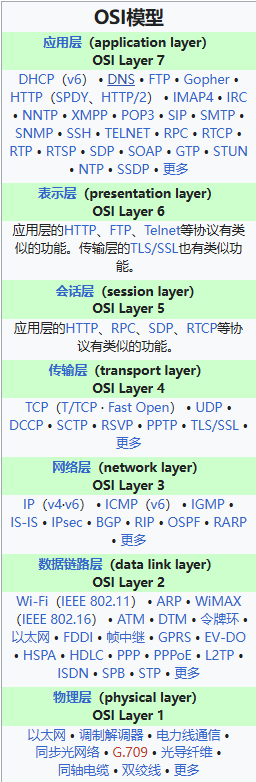 OSI模型
应用层（application layer）
OSI Layer 7
DHCP（v6） • DNS • FTP • Gopher •
HTTP（SPDY、HTTP/2） • IMAP4 • IRC
• NNTP • XMPP • POP3 • SIP • SMTP •
SNMP • SSH • TELNET • RPC • RTCP •
RTP • RTSP • SDP • SOAP • GTP • STUN
• NTP • SSDP • 更多
表示层（presentation layer）
OSI Layer 6
应用层的HTTP、FTP、Telnet等协议有类
似的功能。传输层的TLS/SSL也有类似功
能。
会话层（session layer）
OSI Layer 5
应用层的HTTP、RPC、SDP、RTCP等协
议有类似的功能。
传输层（transport layer）
OSI Layer 4
TCP（T/TCP · Fast Open） • UDP •
DCCP • SCTP • RSVP • PPTP • TLS/SSL •
更多
网络层（network layer）
OSI Layer 3
IP（v4·v6） • ICMP（v6） • IGMP •
IS-IS • IPsec • BGP • RIP • OSPF • RARP
• 更多
数据链路层（data link layer）
OSI Layer 2
Wi-Fi（IEEE 802.11） • ARP • WiMAX
（IEEE 802.16） • ATM • DTM • 令牌环 •
以太网 • FDDI • 帧中继 • GPRS • EV-DO
• HSPA • HDLC • PPP • PPPoE • L2TP •
ISDN • SPB • STP • 更多
物理层（physical layer）
OSI Layer 1
以太网 • 调制解调器 • 电力线通信 •
同步光网络 • G.709 • 光导纤维 •
同轴电缆 • 双绞线 • 更多